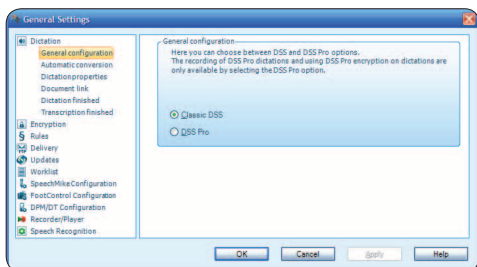 General Settings
Dictation
General configuration
Automatic conversion
Dictation properties
Document link
Dictation finished
Transcription finished
Encryption
Rules
Delivery
Updates
Worklist
SpeechMike Configuration
FootControl Configuration
DPM/DT Configuration
Recorder/Player
Speech Recognition
General configuration
Here you can choose between DSS and DSS Pro options.
The recording of DSS Pro dictations and using DSS Pro encryption on dictations are
only available by selecting the DSS Pro option.
Classic DSS
DSS Pro
OK Cancel Apply Help